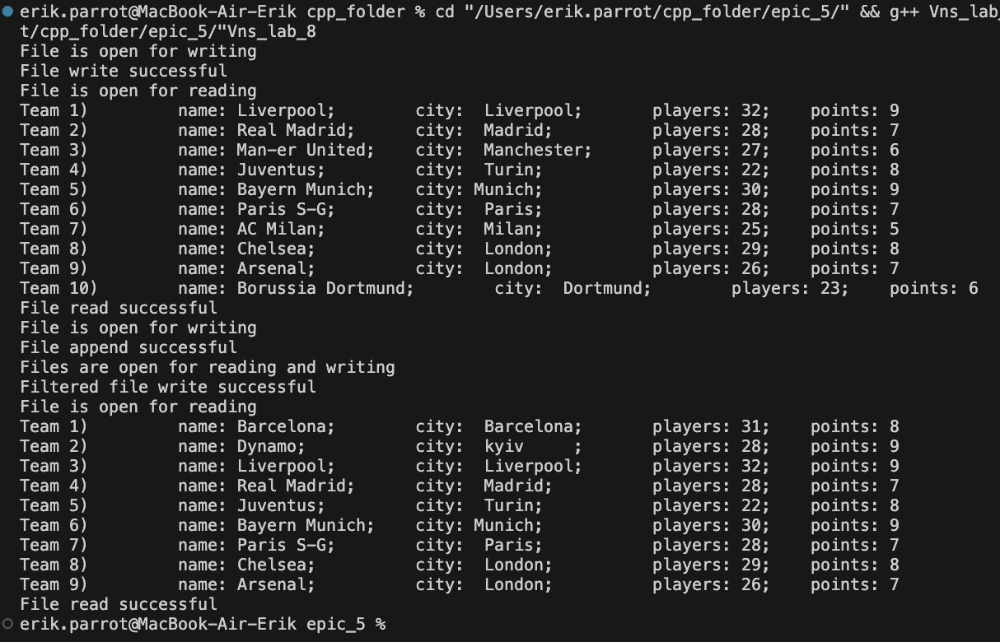 erik.parrot@MacBook-Air-Erik cpp_folder % cd "/Users/erik.parrot/cpp_folder/epic_5/" && g++ Vns_lab_
t/cpp_folder/epic_5/"Vns_lab_8
File is open for writing
File write successful
File is open for reading
Team 1) name: Liverpool; city: Liverpool; players: 32; points: 9
Team 2) name: Real Madrid; city: Madrid; players: 28; points: 7
Team 3) name: Man-er United; city: Manchester; players: 27; points: 6
Team 4) name: Juventus; city: Turin; players: 22; points: 8
Team 5) name: Bayern Munich; city: Munich; players: 30; points: 9
Team 6) name: Paris S-G; city: Paris; players: 28; points: 7
Team 7) name: AC Milan; city: Milan; players: 25; points: 5
Team 8) name: Chelsea; city: London; players: 29; points: 8
Team 9) name: Arsenal; city: London; players: 26; points: 7
Team 10) name: Borussia Dortmund; city: Dortmund; players: 23; points: 6
File read successful
File is open for writing
File append successful
Files are open for reading and writing
Filtered file write successful
File is open for reading
Team 1) name: Barcelona; city: Barcelona; players: 31; points: 8
Team 2) name: Dynamo; city: kyiv ; players: 28; points: 9
Team 3) name: Liverpool; city: Liverpool; players: 32; points: 9
Team 4) name: Real Madrid; city: Madrid; players: 28; points: 7
Team 5) name: Juventus; city: Turin; players: 22; points: 8
Team 6) name: Bayern Munich; city: Munich; players: 30; points: 9
Team 7) name: Paris S-G; city: Paris; players: 28; points: 7
Team 8) name: Chelsea; city: London; players: 29; points: 8
Team 9) name: Arsenal; city: London; players: 26; points: 7
File read successful
erik.parrot@MacBook-Air-Erik epic_5 %